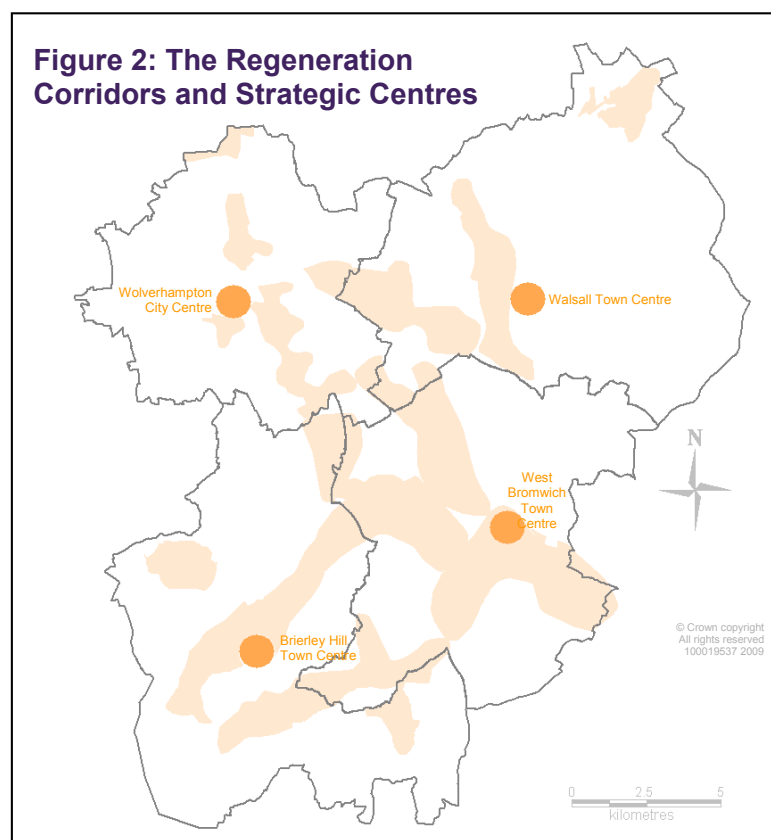 Figure 2: The Regeneration
Corridors and Strategic Centres
Wolverhampton
City Centre
Walsall Town Centre
N
West
Bromwich
Town
Centre
© Crown copyright
All rights reserved
100019537 2009
Brierley Hill
Town Centre
0 2.5 5
kilometres